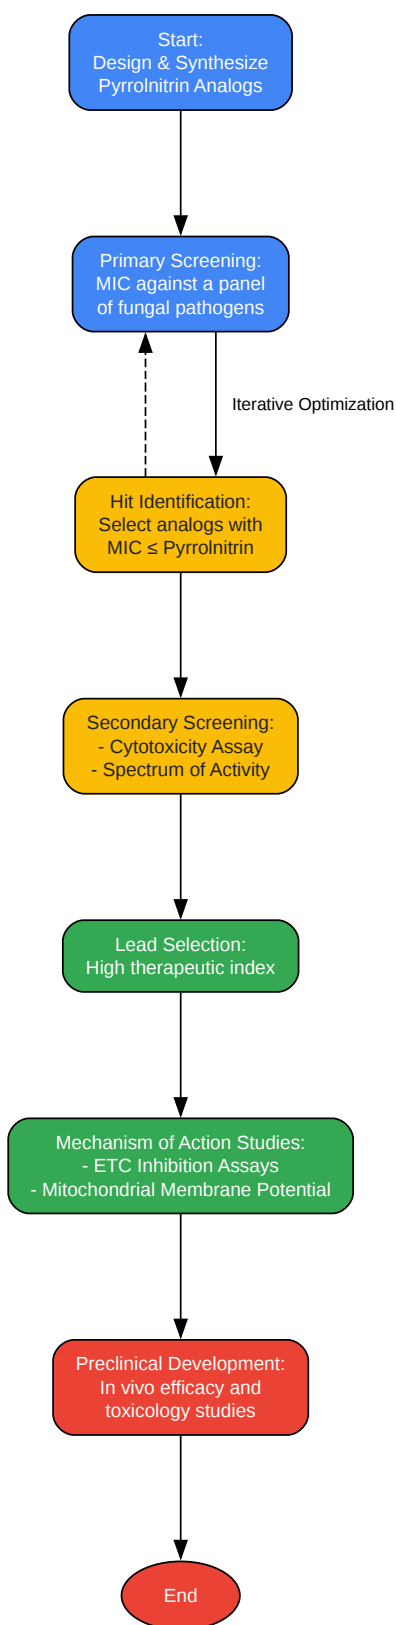 Start:
Design & Synthesize
Pyrrolnitrin Analogs
Primary Screening:
MIC against a panel
of fungal pathogens
Iterative Optimization
Hit Identification:
Select analogs with
MIC ≤ Pyrrolnitrin
Secondary Screening:
- Cytotoxicity Assay
- Spectrum of Activity
Lead Selection:
High therapeutic index
Mechanism of Action Studies:
- ETC Inhibition Assays
- Mitochondrial Membrane Potential
Preclinical Development:
In vivo efficacy and
toxicology studies
End